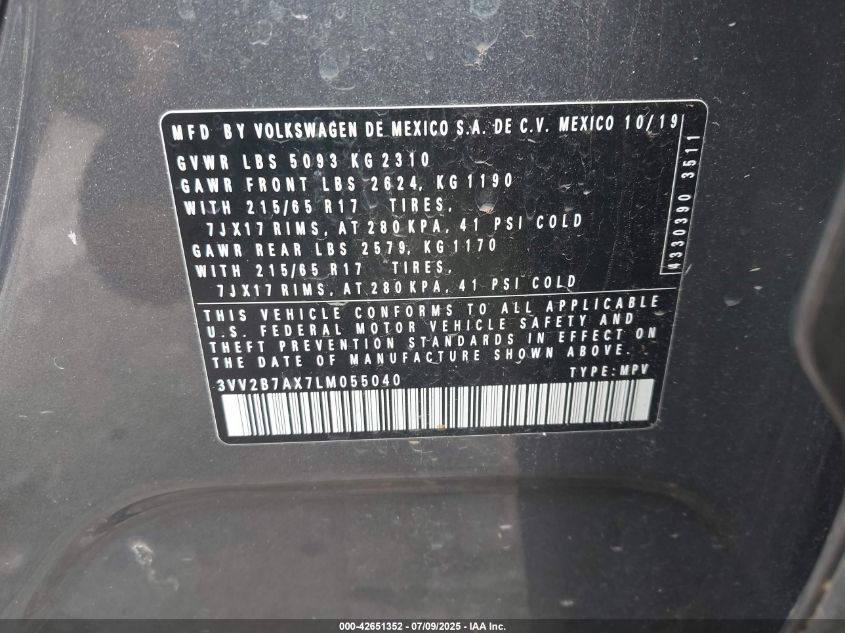 MFD BY VOLKSWAGEN DE MEXICO S.A. DE C.V. MEXICO 10/19
GVWR LBS 5093 KG 2310
GAWR FRONT LBS 2624, KG 1190
WITH 215/65 R17 TIRES,
7JX17 RIMS, AT 280 KPA, 41 PSI COLD
GAWR REAR LBS 2579, KG 1170
WITH 215/65 R17 TIRES,
7JX17 RIMS, AT 280 KPA, 41 PSI COLD
4330390 3511
THIS VEHICLE CONFORMS TO ALL APPLICABLE
U.S. FEDERAL MOTOR VEHICLE SAFETY AND
THEFT PREVENTION STANDARDS IN EFFECT ON
THE DATE OF MANUFACTURE SHOWN ABOVE.
3VV2B7AX7LM055040 TYPE: MPV
000-42651352 | 07/09/2025 - IAA